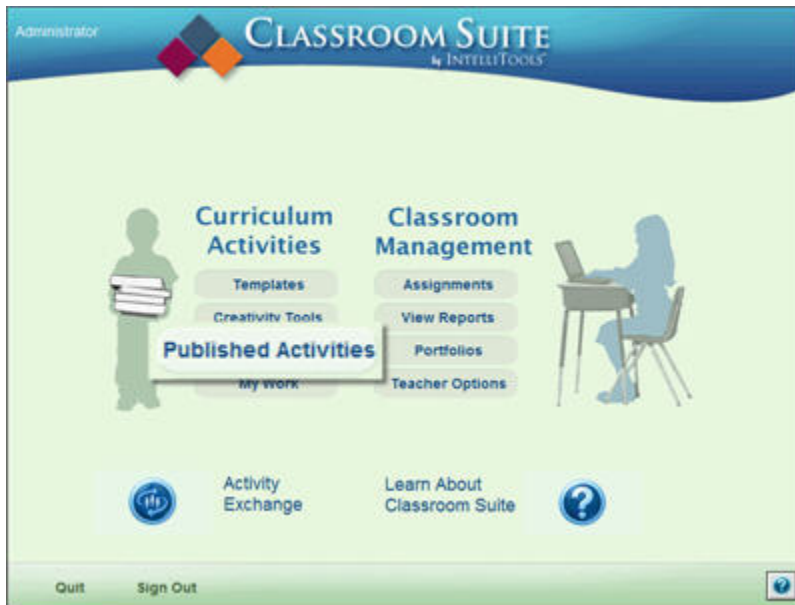 Administrator
CLASSROOM SUITE
by INTELLITOOLS
Curriculum
Activities
Templates
Creativity Tools
Published Activities
My Work
Classroom
Management
Assignments
View Reports
Portfolios
Teacher Options
Activity
Exchange
Learn About
Classroom Suite
?
Quit
Sign Out
?